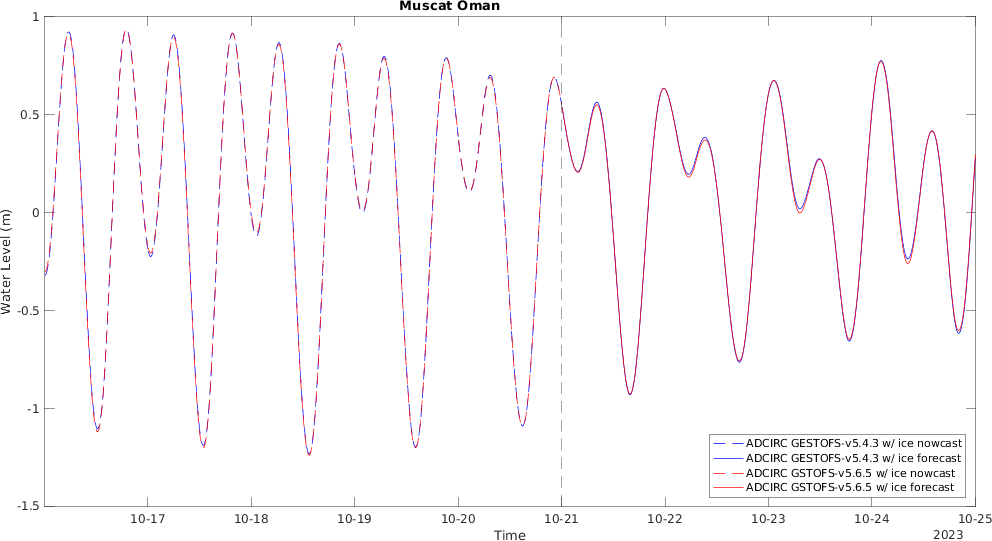 Muscat Oman
1
0.5
0
-0.5
-1
-1.5
Water Level (m)
10-17
10-18
10-19
10-20
10-21
10-22
10-23
10-24
10-25
Time
2023
ADCIRC GESTOFS-v5.4.3 w/ ice nowcast
ADCIRC GESTOFS-v5.4.3 w/ ice forecast
ADCIRC GSTOFS-v5.6.5 w/ ice nowcast
ADCIRC GSTOFS-v5.6.5 w/ ice forecast